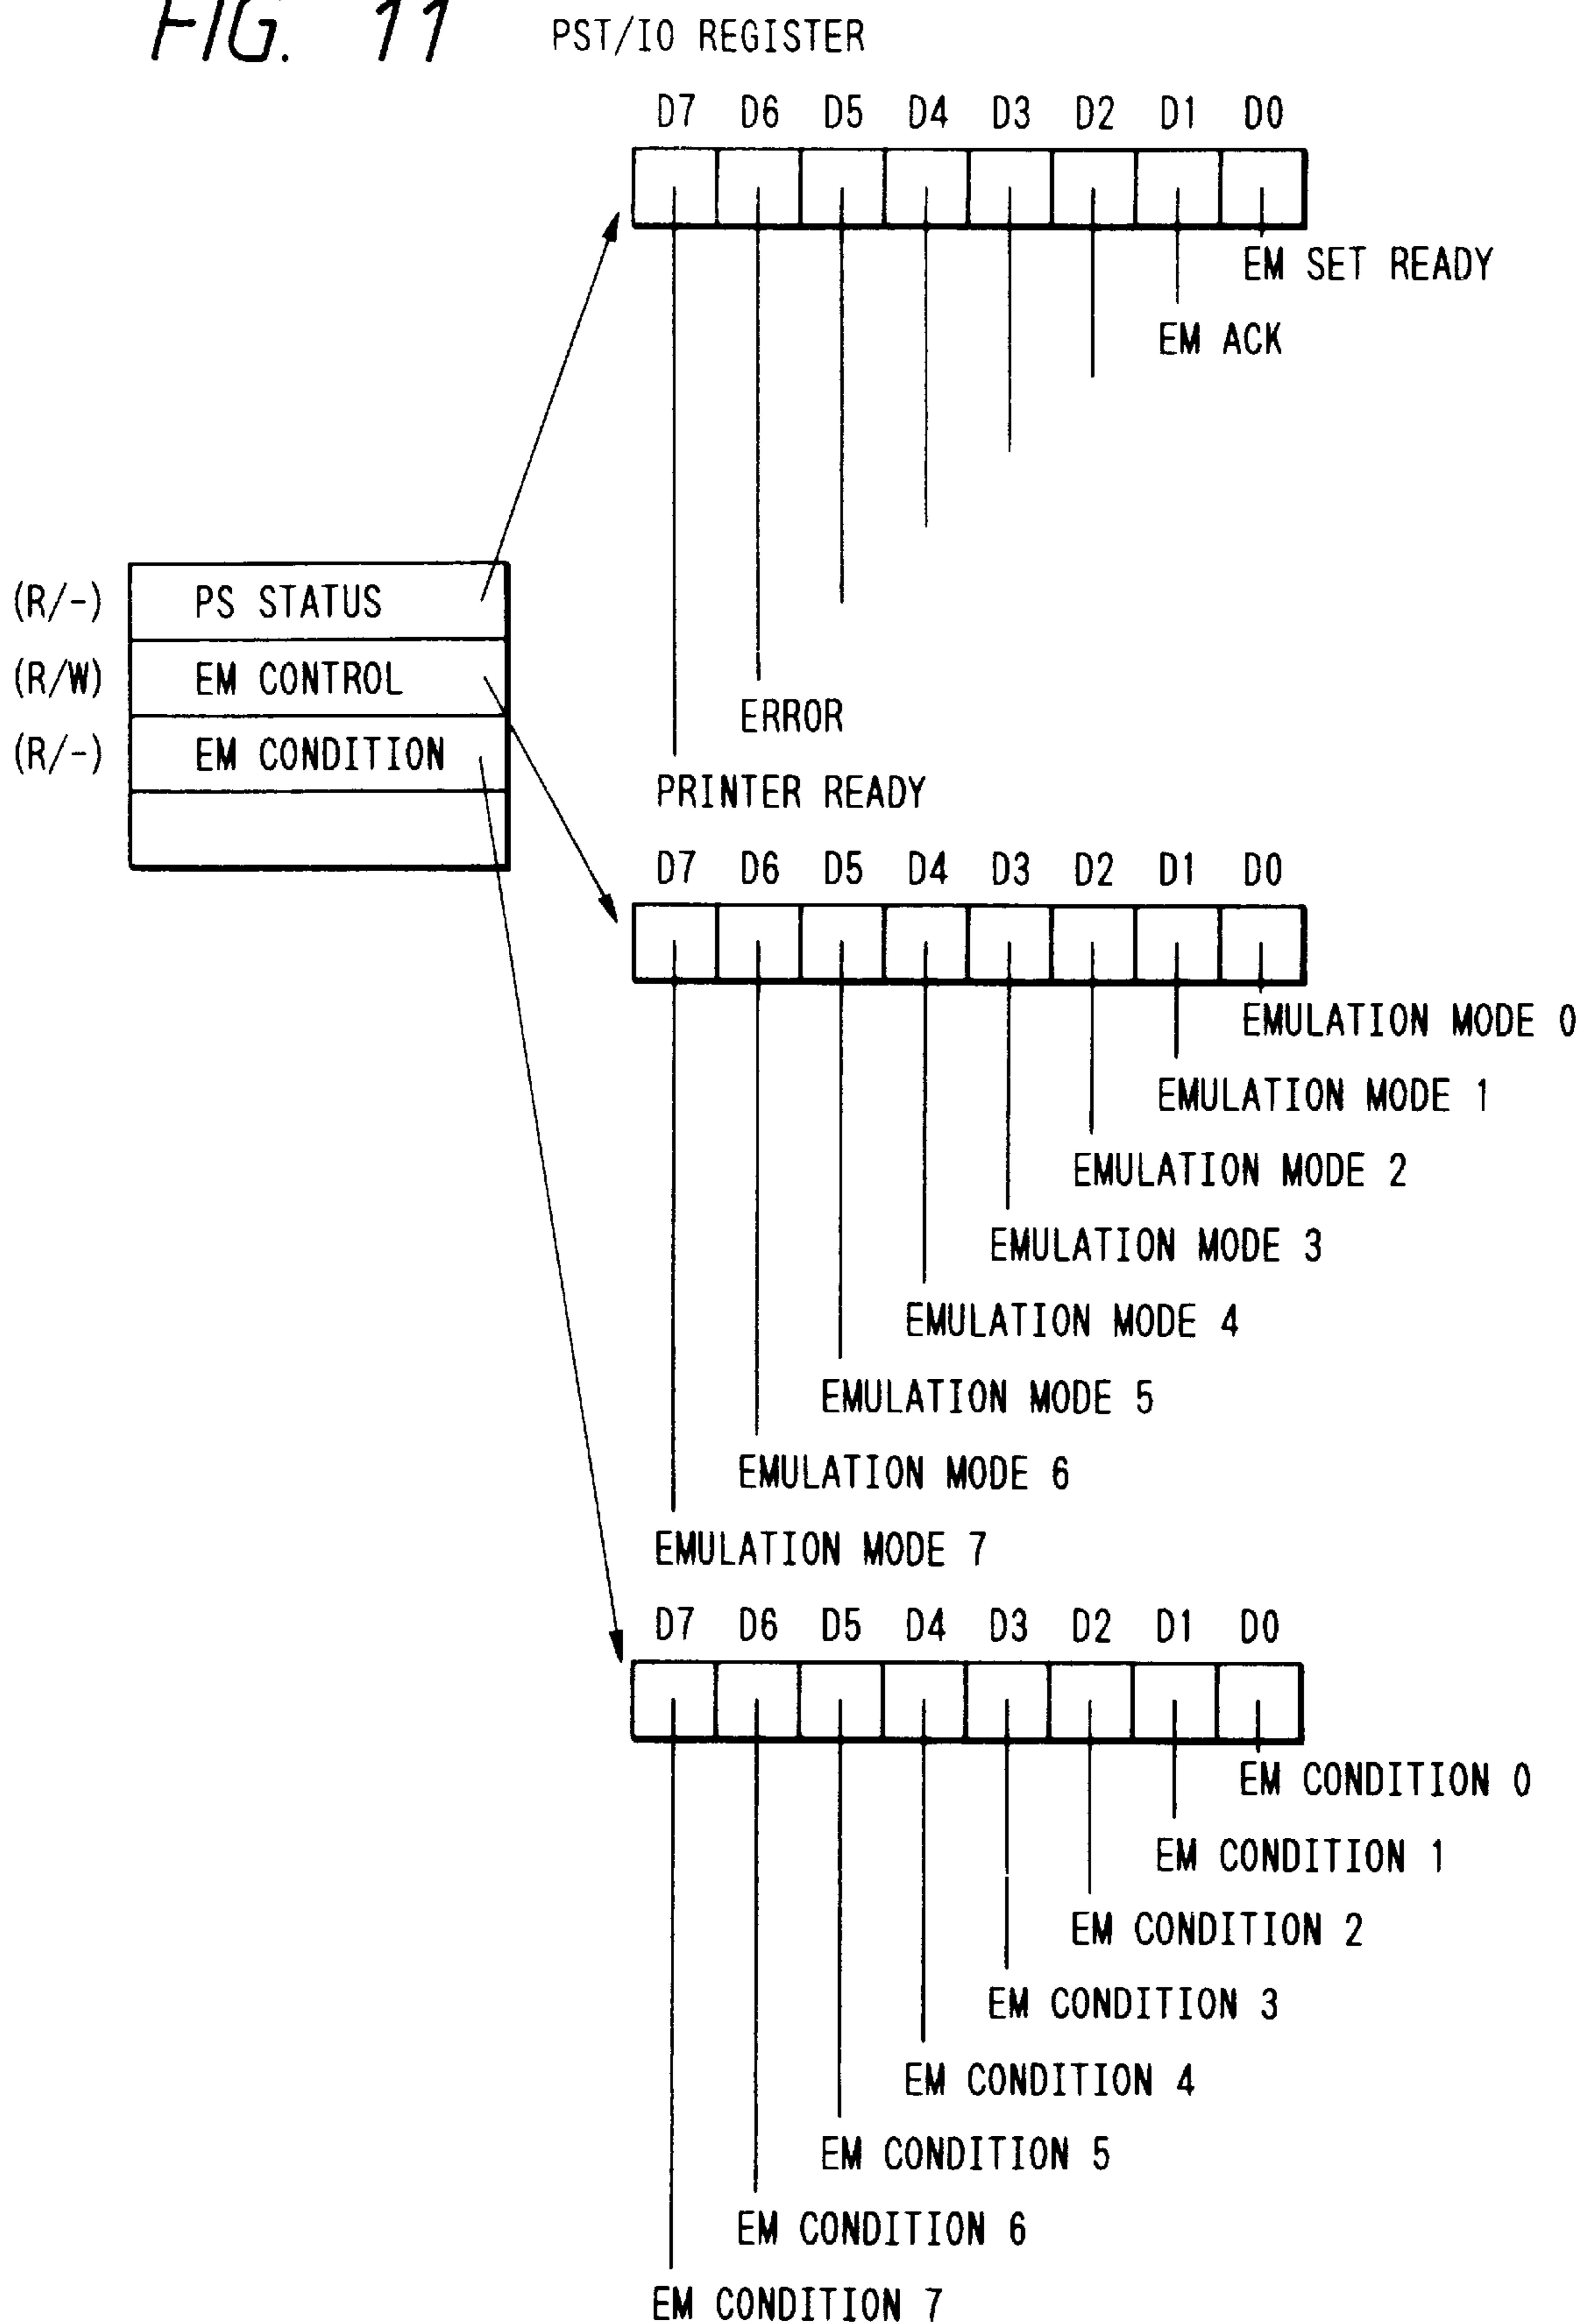 FIG. 11 PST/IO REGISTER
D7 D6 D5 D4 D3 D2 D1 D0
EM SET READY
EM ACK
(R/-) PS STATUS
(R/W) EM CONTROL
(R/-) EM CONDITION
ERROR
PRINTER READY
D7 D6 D5 D4 D3 D2 D1 D0
EMULATION MODE 0
EMULATION MODE 1
EMULATION MODE 2
EMULATION MODE 3
EMULATION MODE 4
EMULATION MODE 5
EMULATION MODE 6
EMULATION MODE 7
D7 D6 D5 D4 D3 D2 D1 D0
EM CONDITION 0
EM CONDITION 1
EM CONDITION 2
EM CONDITION 3
EM CONDITION 4
EM CONDITION 5
EM CONDITION 6
EM CONDITION 7